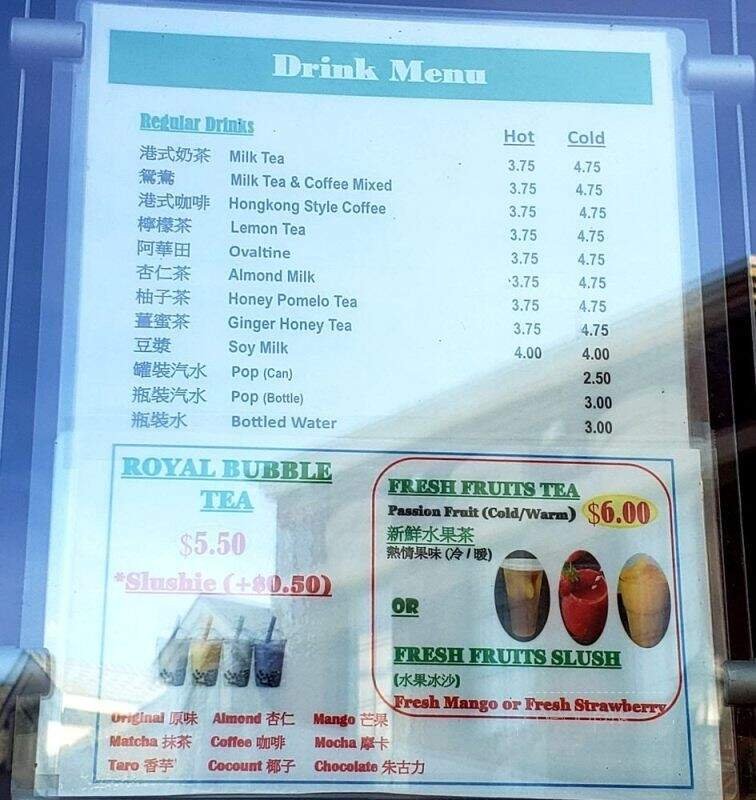 Drink Menu
Regular Drinks Hot Cold
港式奶茶 Milk Tea 3.75 4.75
鴛鴦 Milk Tea & Coffee Mixed 3.75 4.75
港式咖啡 Hongkong Style Coffee 3.75 4.75
檸檬茶 Lemon Tea 3.75 4.75
阿華田 Ovaltine 3.75 4.75
杏仁茶 Almond Milk 3.75 4.75
柚子茶 Honey Pomelo Tea 3.75 4.75
薑蜜茶 Ginger Honey Tea 3.75 4.75
豆漿 Soy Milk 4.00 4.00
罐裝汽水 Pop (Can) 2.50
瓶裝汽水 Pop (Bottle) 3.00
瓶裝水 Bottled Water 3.00
ROYAL BUBBLE
TEA
$5.50
*Slushie (+$0.50)
Original 原味 Almond 杏仁 Mango 芒果
Matcha 抹茶 Coffee 咖啡 Mocha 摩卡
Taro 香芋 Cocount 椰子 Chocolate 朱古力
FRESH FRUITS TEA
Passion Fruit (Cold/Warm) $6.00
新鮮水果茶
熱情果味 (冷 / 暖)
OR
FRESH FRUITS SLUSH
(水果冰沙)
Fresh Mango or Fresh Strawberry